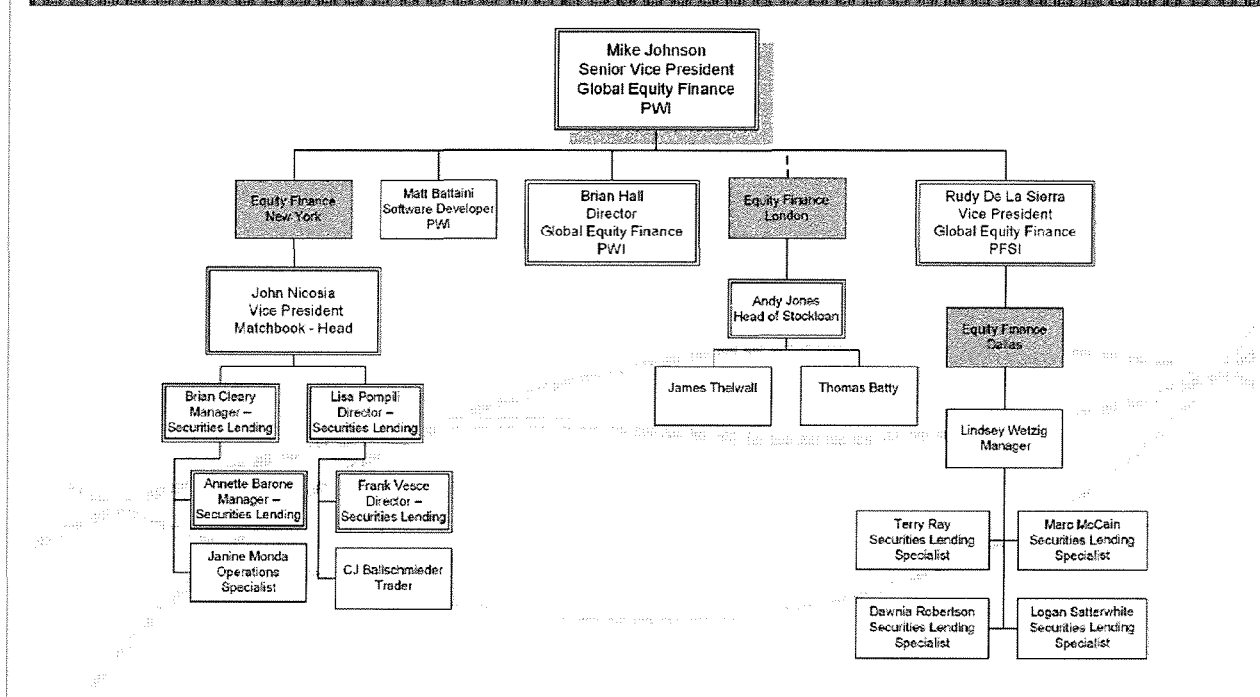 Mike Johnson
Senior Vice President
Global Equity Finance
PWI
Equity Finance
New York
Matt Battaini
Software Developer
PWI
Brian Hall
Director
Global Equity Finance
PWI
Equity Finance
London
Rudy De La Sierra
Vice President
Global Equity Finance
PFSI
John Nicosia
Vice President
Matchbook - Head
Andy Jones
Head of Stockloan
Equity Finance
Dallas
Brian Cleary
Manager –
Securities Lending
Lisa Pompili
Director –
Securities Lending
James Thelwall
Thomas Batty
Lindsey Wetzig
Manager
Annette Barone
Manager –
Securities Lending
Frank Vesce
Director –
Securities Lending
Janine Monda
Operations
Specialist
CJ Ballschmieder
Trader
Terry Ray
Securities Lending
Specialist
Marc McCain
Securities Lending
Specialist
Dawnia Robertson
Securities Lending
Specialist
Logan Satterwhite
Securities Lending
Specialist